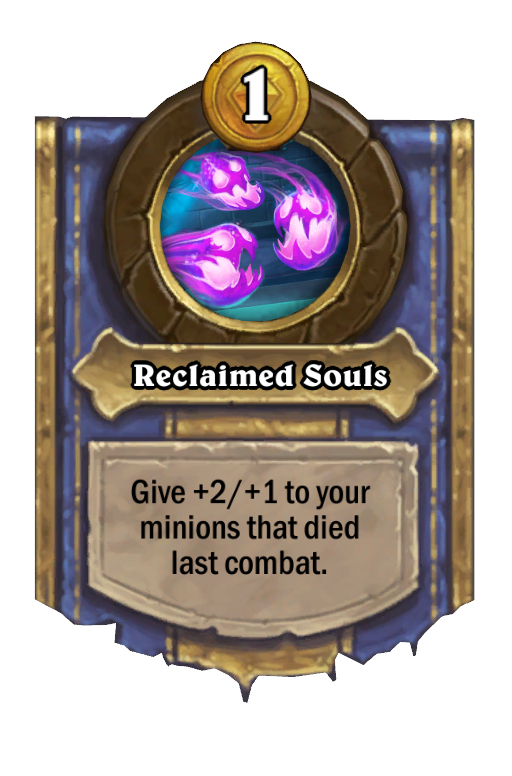 1
Reclaimed Souls
Give +2/+1 to your
minions that died
last combat.